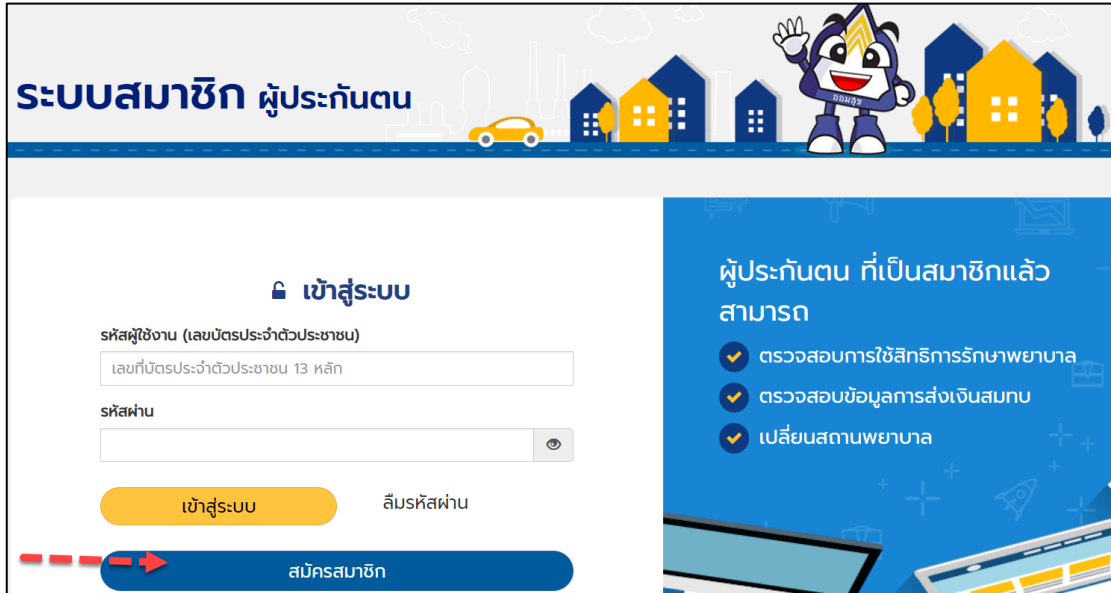 ระบบสมาชิก ผู้ประกันตน
ออมสุข
เข้าสู่ระบบ
รหัสผู้ใช้งาน (เลขบัตรประจำตัวประชาชน)
เลขที่บัตรประจำตัวประชาชน 13 หลัก
รหัสผ่าน
เข้าสู่ระบบ
ลืมรหัสผ่าน
สมัครสมาชิก
ผู้ประกันตน ที่เป็นสมาชิกแล้ว
สามารถ
ตรวจสอบการใช้สิทธิการรักษาพยาบาล
ตรวจสอบข้อมูลการส่งเงินสมทบ
เปลี่ยนสถานพยาบาล